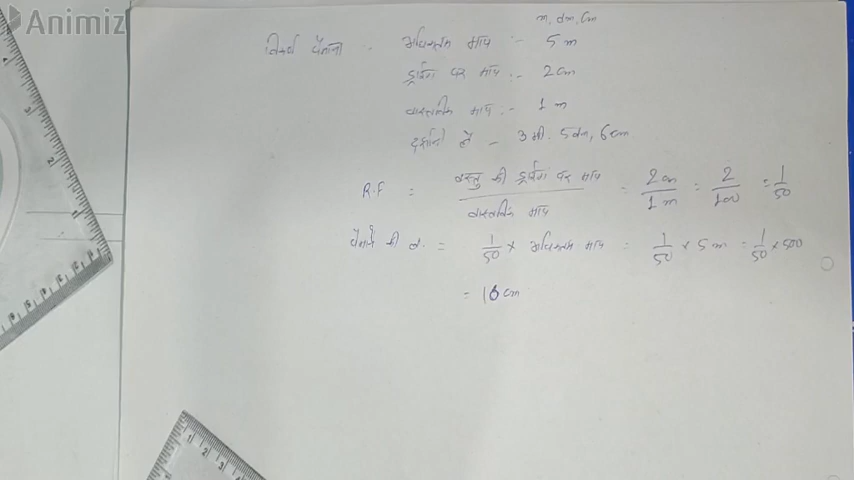 Animiz
m, dm, cm
विकर्ण पैमाना :- अधिकतम माप :- 5 m
ड्राइंग पर माप :- 2 cm
वास्तविक माप :- 1 m
दर्शाना है - 3 मी. 5 dm, 6 cm
R.F = वस्तु की ड्राइंग पर माप / वास्तविक माप = 2 cm / 1 m = 2 / 100 = 1 / 50
पैमाने की ल. = 1/50 × अधिकतम माप = 1/50 × 5 m = 1/50 × 500
= 10 cm